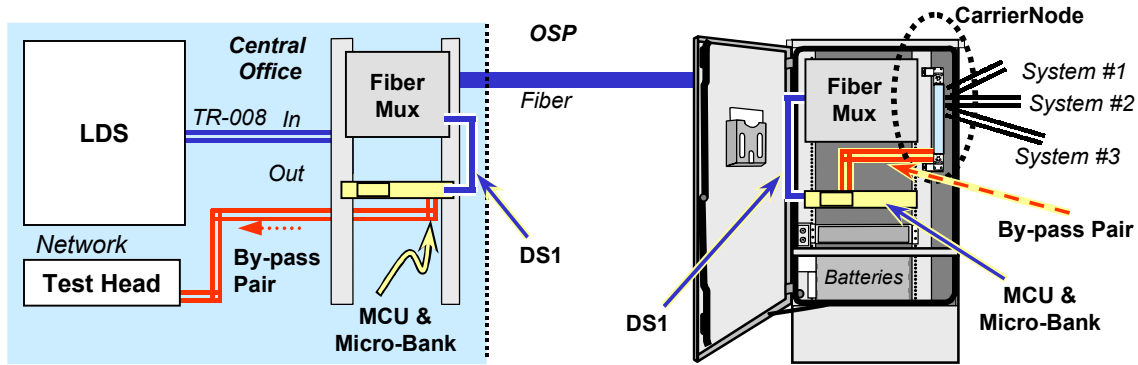 Central
Office
LDS
TR-008 In
Out
Fiber
Mux
Network
Test Head
By-pass
Pair
MCU &
Micro-Bank
DS1
OSP
Fiber
CarrierNode
Fiber
Mux
System #1
System #2
System #3
By-pass Pair
Batteries
DS1
MCU &
Micro-Bank